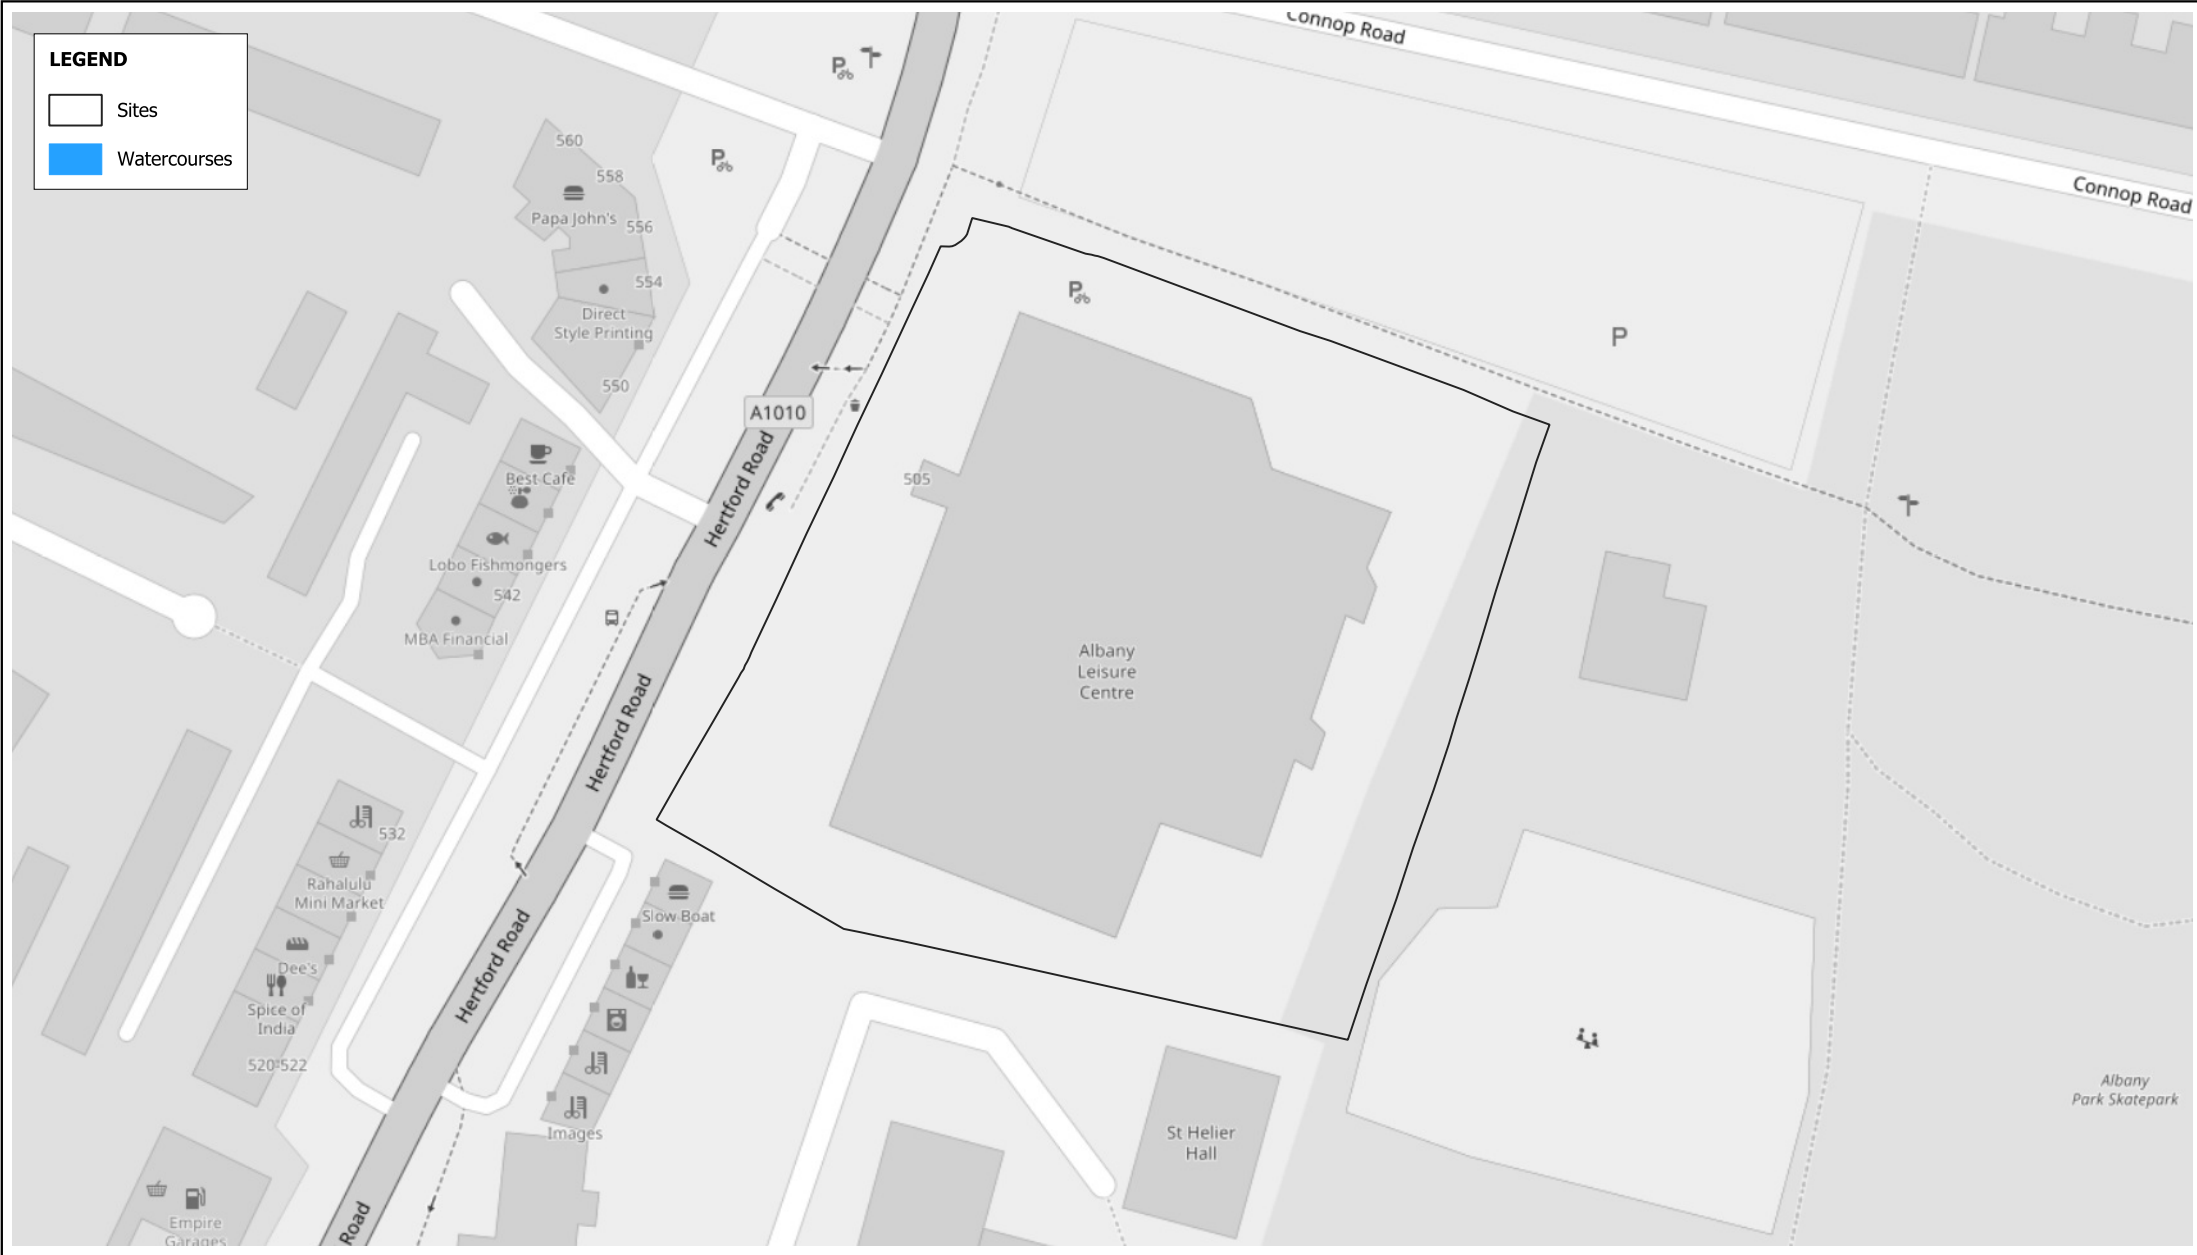 LEGEND
Sites
Watercourses
Connop Road
Connop Road
560
558
Papa John's
556
554
Direct
Style Printing
550
A1010
Hertford Road
Best Cafe
505
Lobo Fishmongers
542
MBA Financial
Hertford Road
Albany
Leisure
Centre
532
Rahalulu
Mini Market
Slow Boat
Hertford Road
Dee's
Spice of
India
520-522
Images
St Helier
Hall
Albany
Park Skatepark
Road
Empire
Garages
P
P
P
P